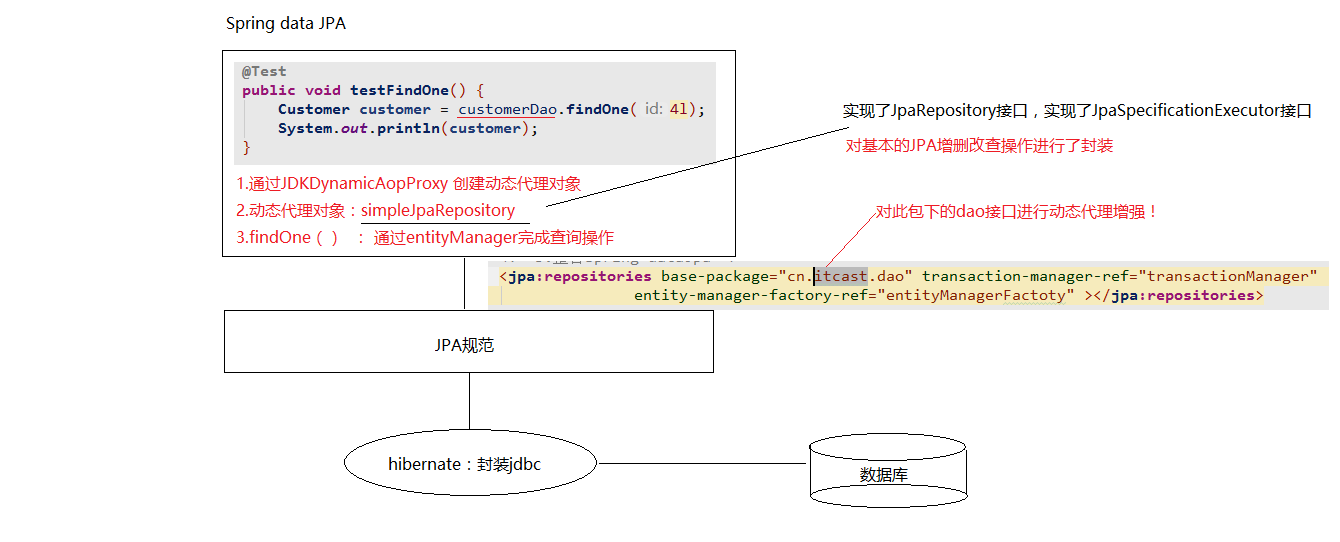 Spring data JPA
@Test
public void testFindOne() {
Customer customer = customerDao.findOne( id: 4l);
System.out.println(customer);
}
1.通过JDKDynamicAopProxy 创建动态代理对象
2.动态代理对象：simpleJpaRepository
3.findOne（） ： 通过entityManager完成查询操作
实现了JpaRepository接口，实现了JpaSpecificationExecutor接口
对基本的JPA增删改查操作进行了封装
对此包下的dao接口进行动态代理增强！
<jpa:repositories base-package="cn.itcast.dao" transaction-manager-ref="transactionManager"
entity-manager-factory-ref="entityManagerFactoty" ></jpa:repositories>
JPA规范
hibernate：封装jdbc
数据库